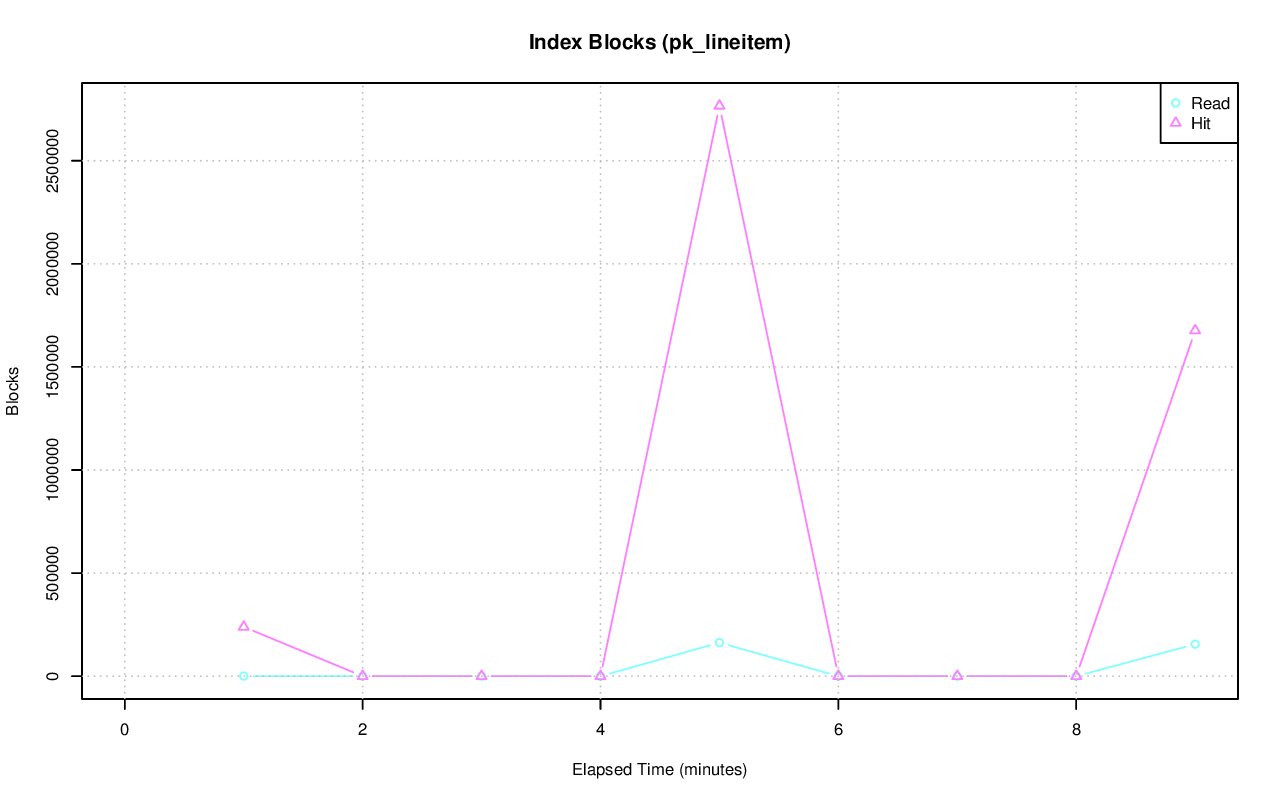 Index Blocks (pk_lineitem)
Read
Hit
Blocks
2500000
2000000
1500000
1000000
500000
0
0 2 4 6 8
Elapsed Time (minutes)